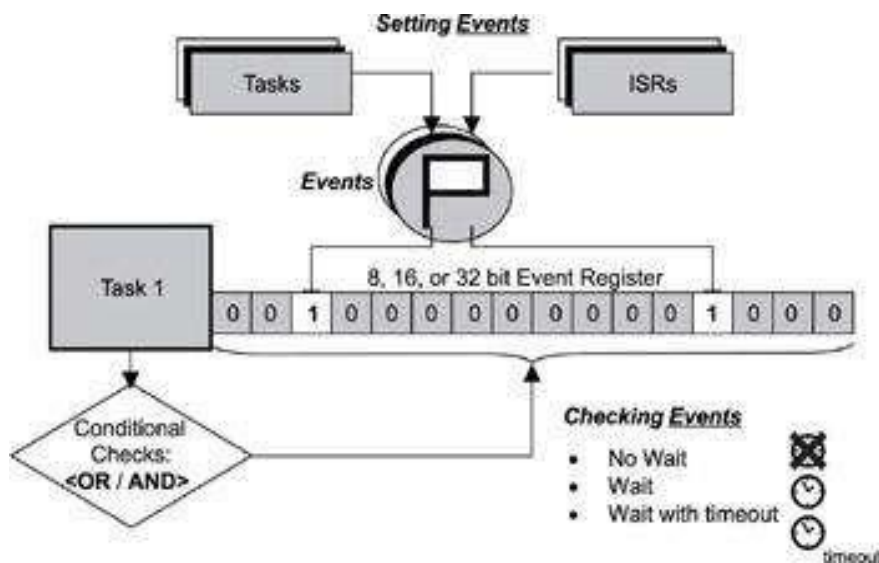 Setting Events
Tasks
ISRs
Events
8, 16, or 32 bit Event Register
Task 1
0 0 1 0 0 0 0 0 0 0 0 0 1 0 0 0
Conditional
Checks:
<OR / AND>
Checking Events
• No Wait
• Wait
• Wait with timeout
timeout